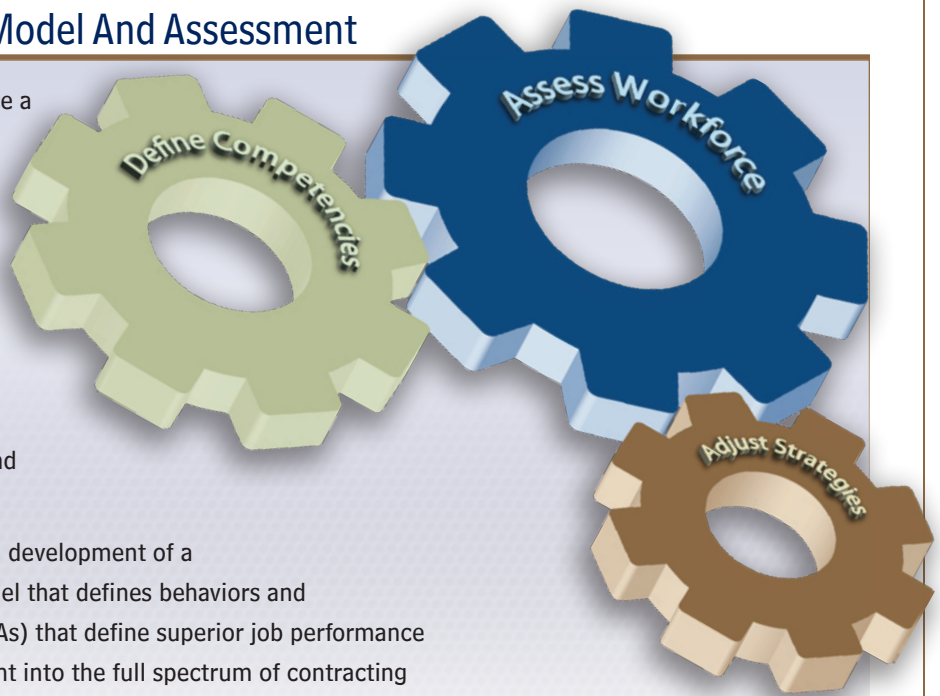 Model And Assessment
e a
Define Competencies
Assess Workforce
Adjust Strategies
nd
development of a
el that defines behaviors and
As) that define superior job performance
nt into the full spectrum of contracting